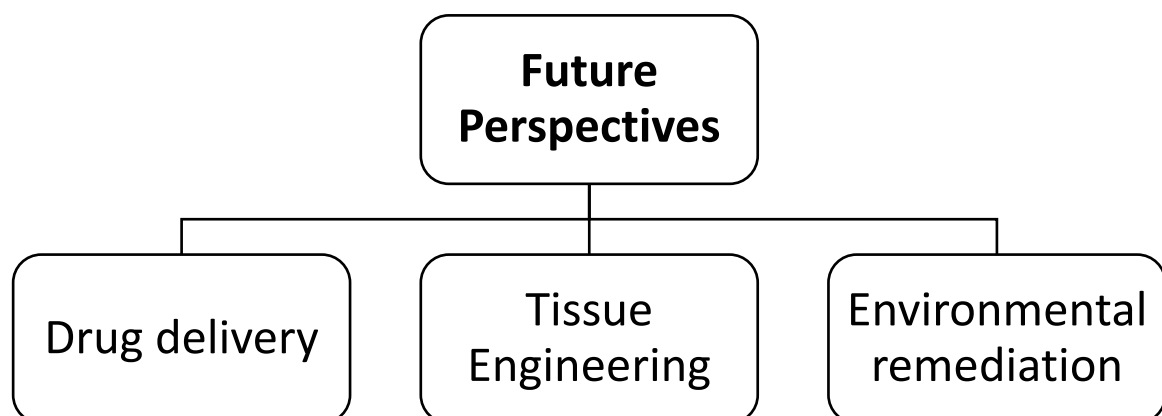 Future
Perspectives
Drug delivery
Tissue
Engineering
Environmental
remediation